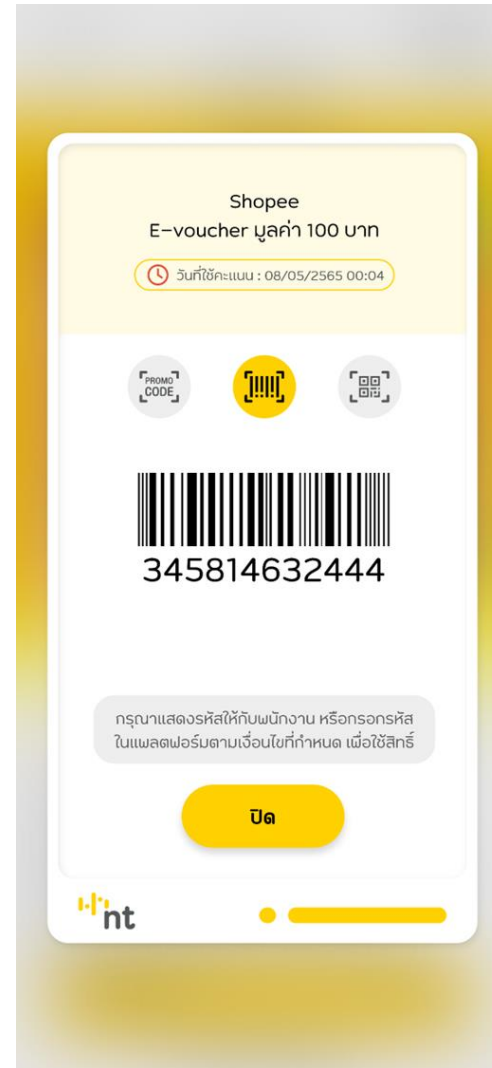 Shopee
E-voucher มูลค่า 100 บาท
วันที่ใช้คะแนน : 08/05/2565 00:04
PROMO
CODE
345814632444
กรุณาแสดงรหัสให้กับพนักงาน หรือกรอกรหัส
ในแพลตฟอร์มตามเงื่อนไขที่กำหนด เพื่อใช้สิทธิ์
ปิด
nt